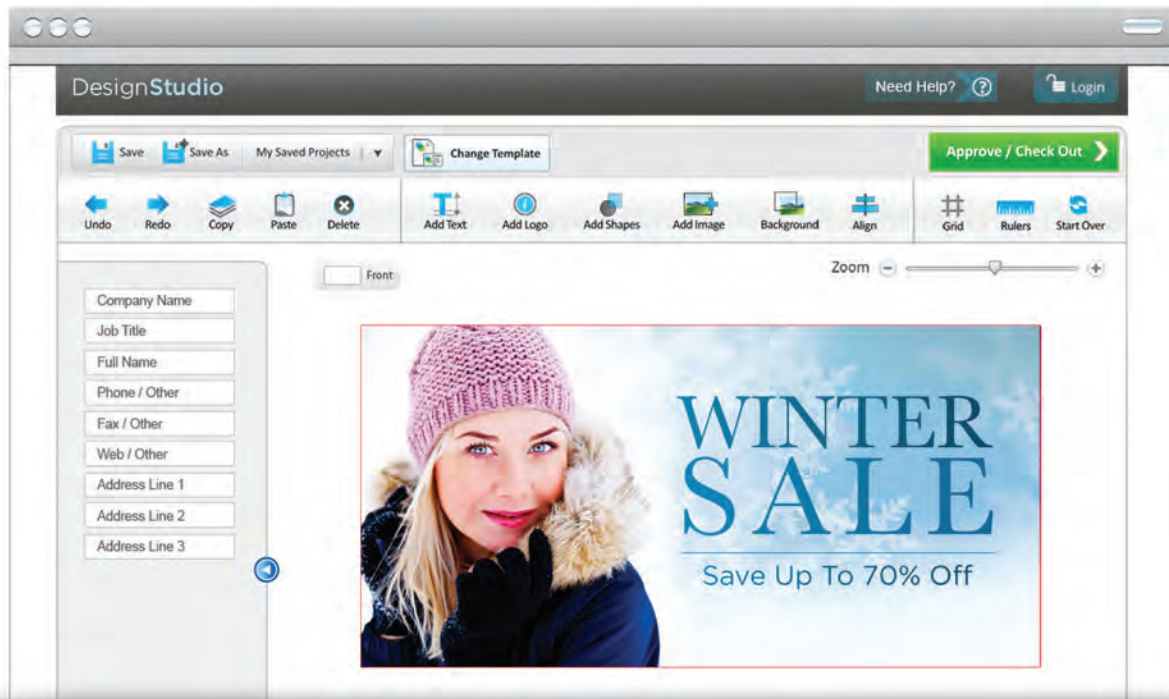 DesignStudio
Need Help? ?
Login
Save Save As My Saved Projects Change Template
Approve / Check Out
Undo Redo Copy Paste Delete Add Text Add Logo Add Shapes Add Image Background Align Grid Rulers Start Over
Front
Zoom
Company Name
Job Title
Full Name
Phone / Other
Fax / Other
Web / Other
Address Line 1
Address Line 2
Address Line 3
WINTER
SALE
Save Up To 70% Off